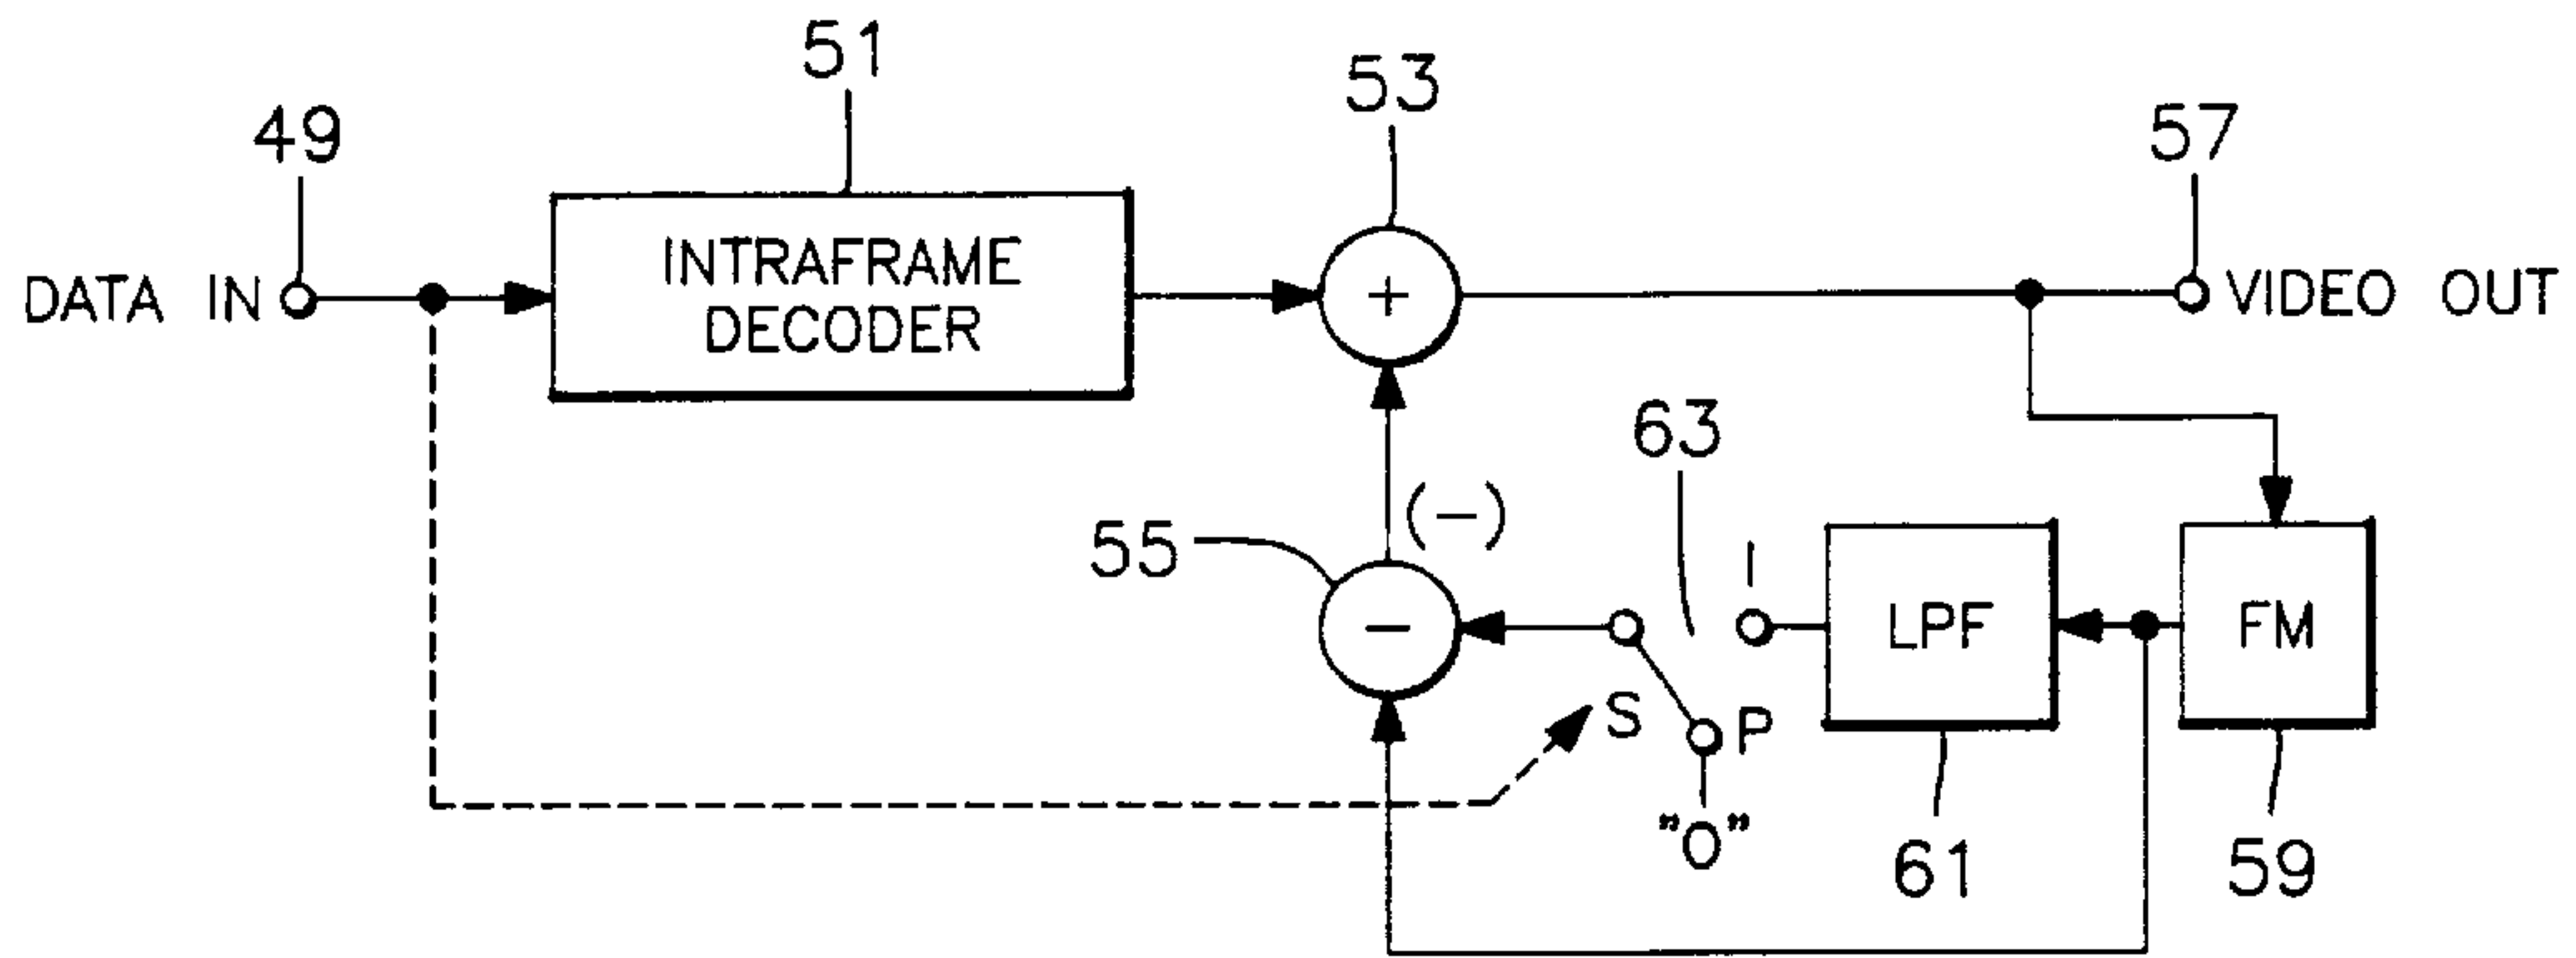 51
53
49
57
DATA IN
INTRAFRAME
DECODER
+
VIDEO OUT
63
(-)
55
I
-
LPF
FM
S
P
"0"
61
59